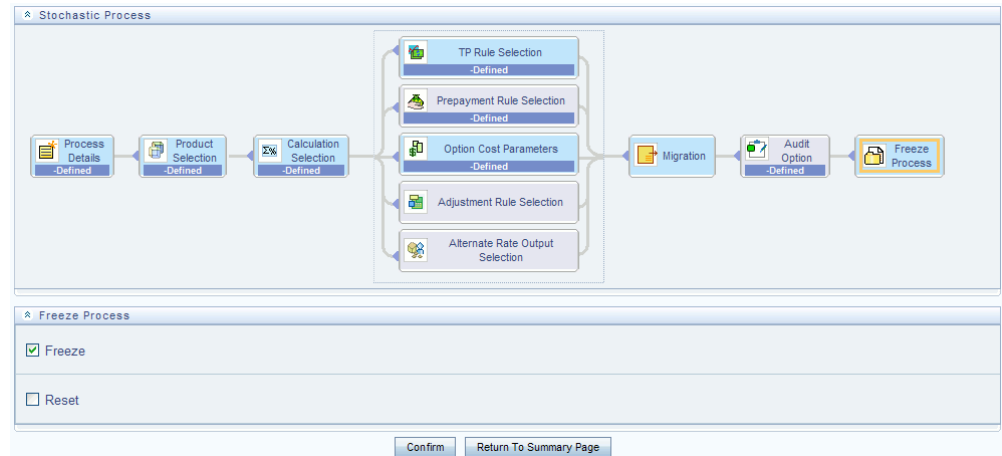 Stochastic Process
Process
Details
-Defined
Product
Selection
-Defined
Σ%
Calculation
Selection
-Defined
TP Rule Selection
-Defined
Prepayment Rule Selection
-Defined
Option Cost Parameters
-Defined
Adjustment Rule Selection
Alternate Rate Output
Selection
Migration
Audit
Option
-Defined
Freeze
Process
Freeze Process
Freeze
Reset
Confirm
Return To Summary Page